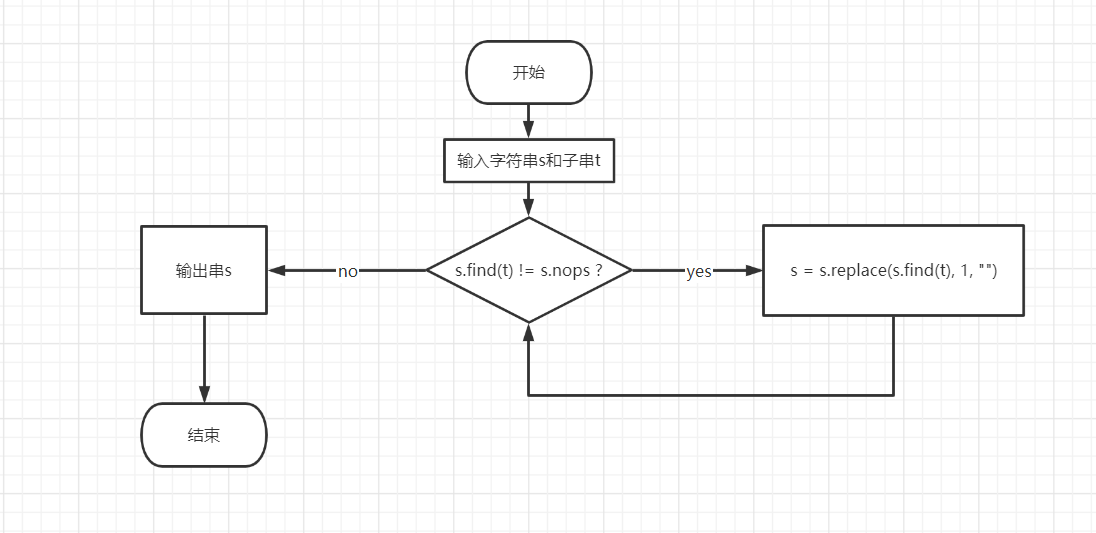 开始
输入字符串s和子串t
s.find(t) != s.nops ?
no
yes
输出串s
s = s.replace(s.find(t), 1, "")
结束